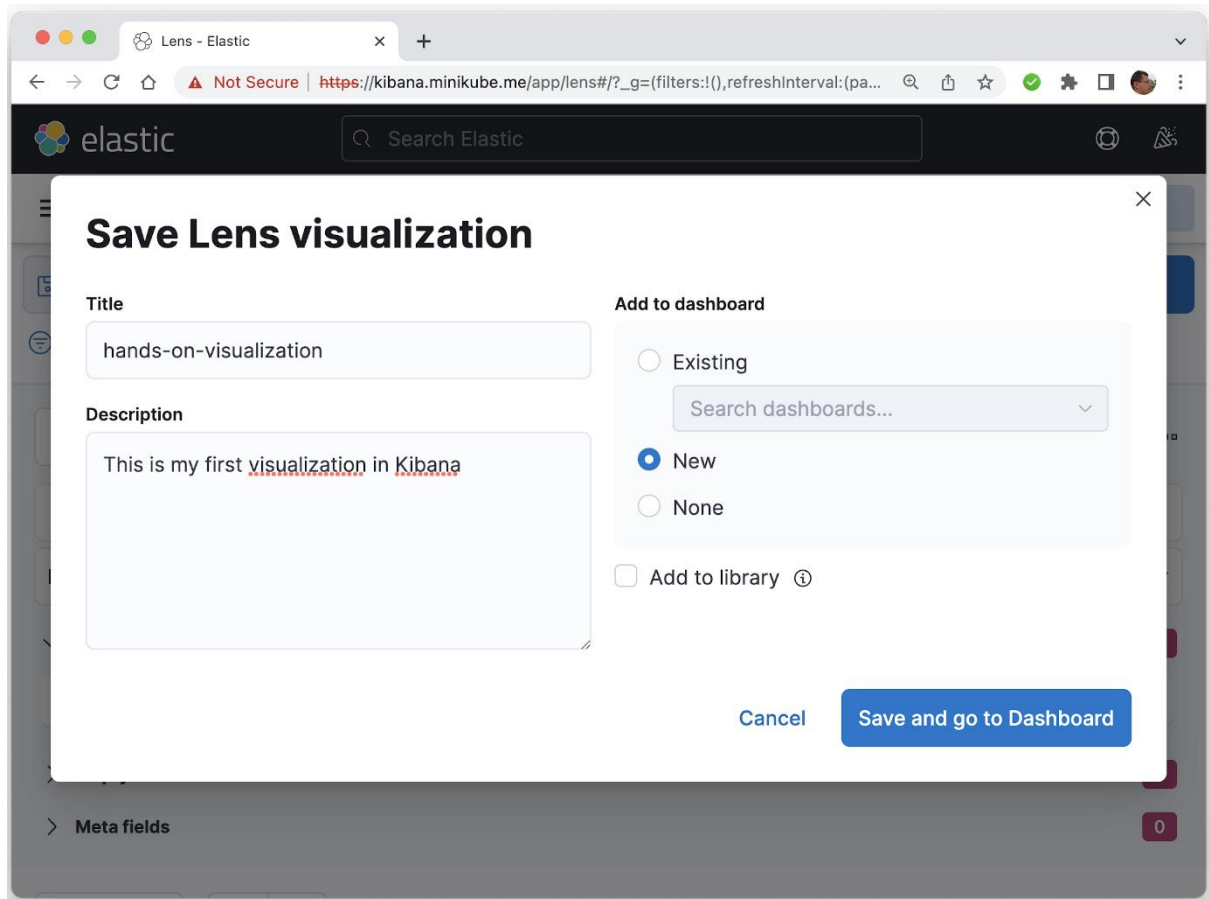 Lens - Elastic
Not Secure | https://kibana.minikube.me/app/lens#/?_g=(filters:!(),refreshInterval:(pa...
elastic
Search Elastic
Save Lens visualization
Title
hands-on-visualization
Description
This is my first visualization in Kibana
Add to dashboard
Existing
Search dashboards...
New
None
Add to library
Cancel
Save and go to Dashboard
Meta fields
0